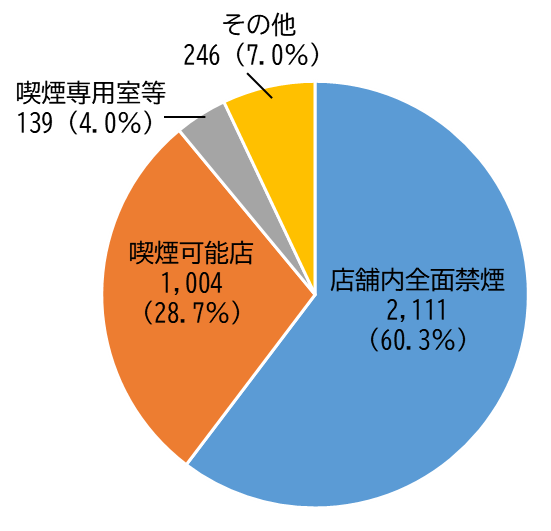 その他
246（7.0%）
喫煙専用室等
139（4.0%）
喫煙可能店
1,004
（28.7%）
店舗内全面禁煙
2,111
（60.3%）